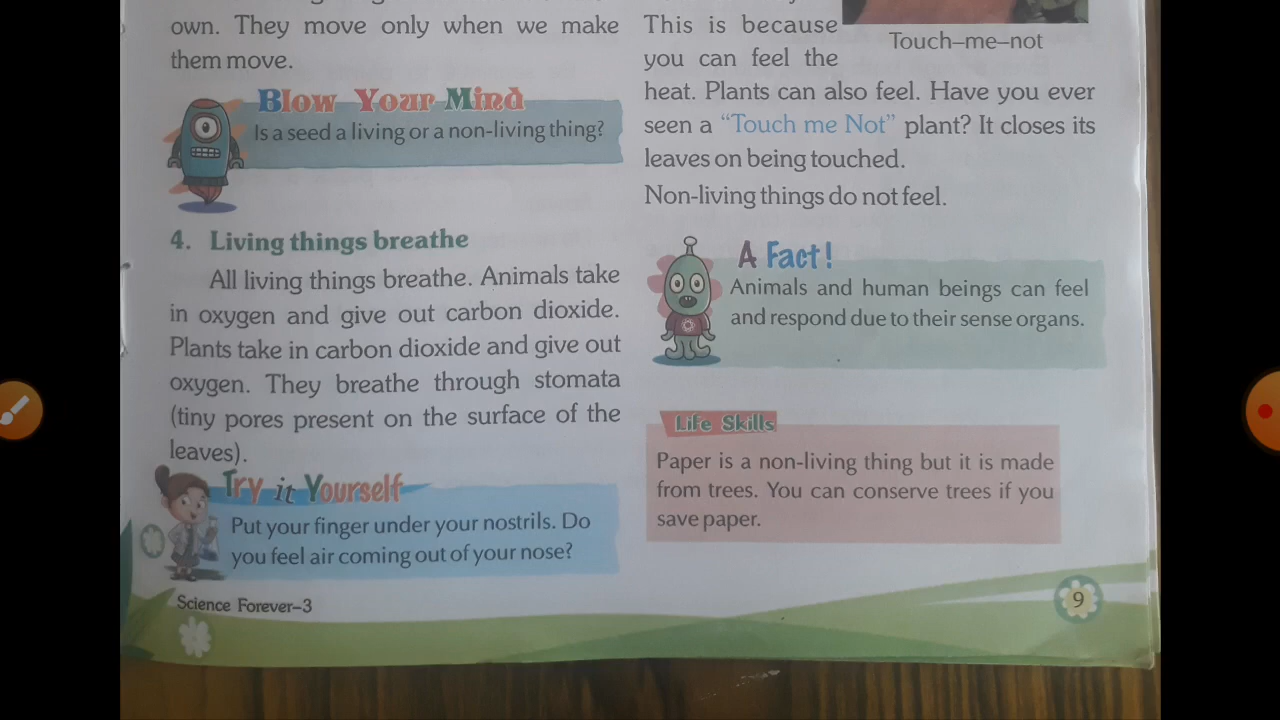 own. They move only when we make
them move.
Blow Your Mind
Is a seed a living or a non-living thing?
4. Living things breathe
All living things breathe. Animals take
in oxygen and give out carbon dioxide.
Plants take in carbon dioxide and give out
oxygen. They breathe through stomata
(tiny pores present on the surface of the
leaves).
Try it Yourself
Put your finger under your nostrils. Do
you feel air coming out of your nose?
Science Forever–3
Touch–me–not
This is because
you can feel the
heat. Plants can also feel. Have you ever
seen a “Touch me Not” plant? It closes its
leaves on being touched.
Non-living things do not feel.
A Fact!
Animals and human beings can feel
and respond due to their sense organs.
Life Skills
Paper is a non-living thing but it is made
from trees. You can conserve trees if you
save paper.
9